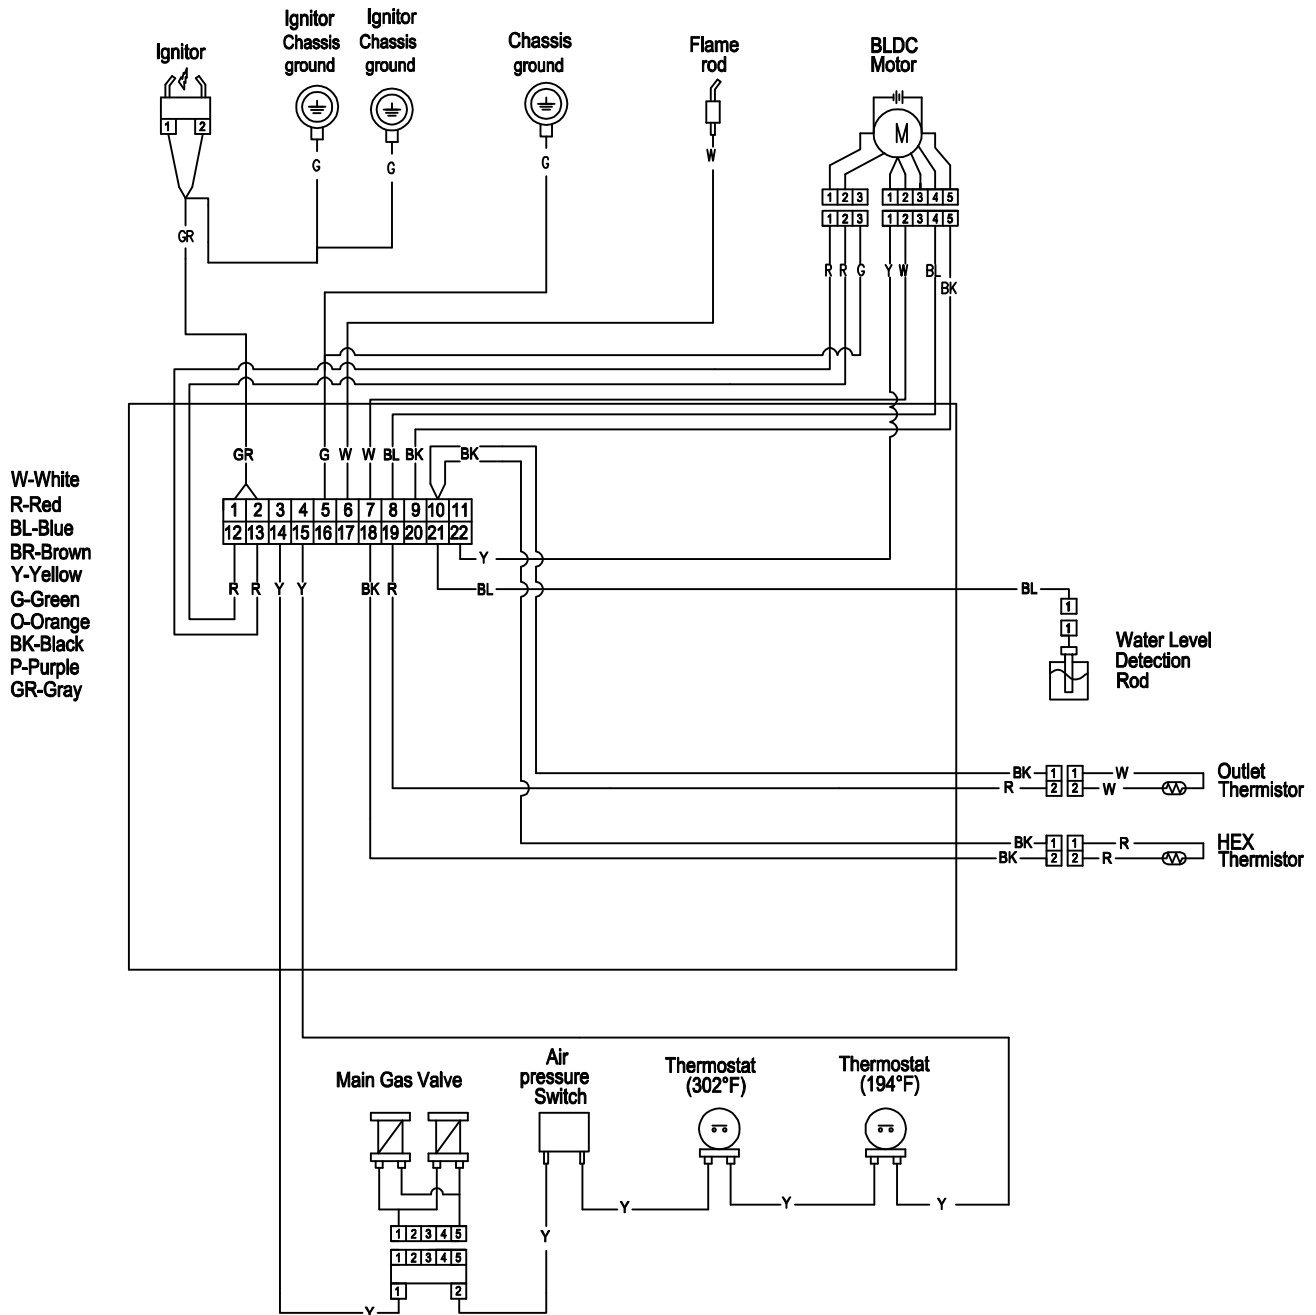 Ignitor
Ignitor
Chassis
ground
Ignitor
Chassis
ground
Chassis
ground
Flame
rod
BLDC
Motor
1 2
M
G
G
G
W
1 2 3
1 2 3 4 5
1 2 3
1 2 3 4 5
GR
R R G Y W BL
BK
GR G W W BL BK BK
W-White
R-Red
BL-Blue
BR-Brown
Y-Yellow
G-Green
O-Orange
BK-Black
P-Purple
GR-Gray
1 2 3 4 5 6 7 8 9 10 11
12 13 14 15 16 17 18 19 20 21 22
Y
R R Y Y BK R BL BL
1
1
Water Level
Detection
Rod
BK 1 1 W
R 2 2 W
Outlet
Thermistor
BK 1 1 R
BK 2 2 R
HEX
Thermistor
Main Gas Valve
Air
pressure
Switch
Thermostat
(302°F)
Thermostat
(194°F)
Y Y Y
Y
1 2 3 4 5
1 2 3 4 5
1 2
Y